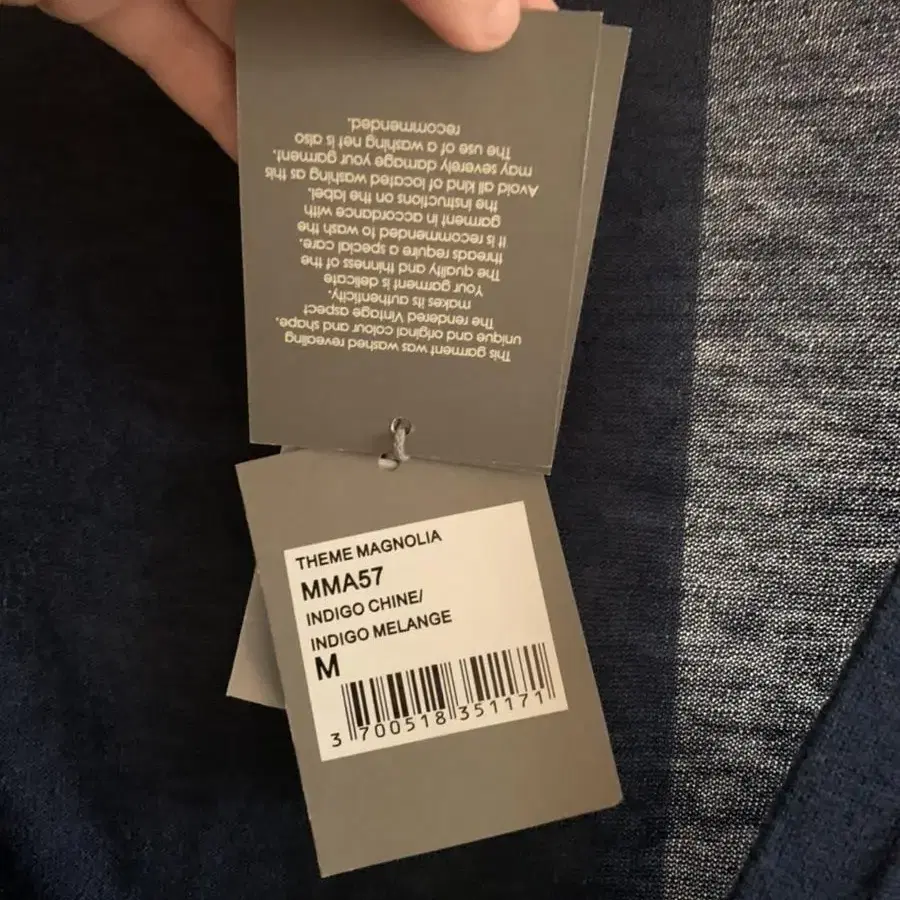 This garment was washed revealing
unique and original colour and shape.
The rendered Vintage aspect
makes its authenticity.
Your garment is delicate
The quality and thinness of the
threads require a special care.
It is recommended to wash the
garment in accordance with
the instructions on the label.
Avoid all kind of located washing as this
may severely damage your garment.
The use of a washing net is also
recommended.
THEME MAGNOLIA
MMA57
INDIGO CHINE/
INDIGO MELANGE
M
3 700518 351171